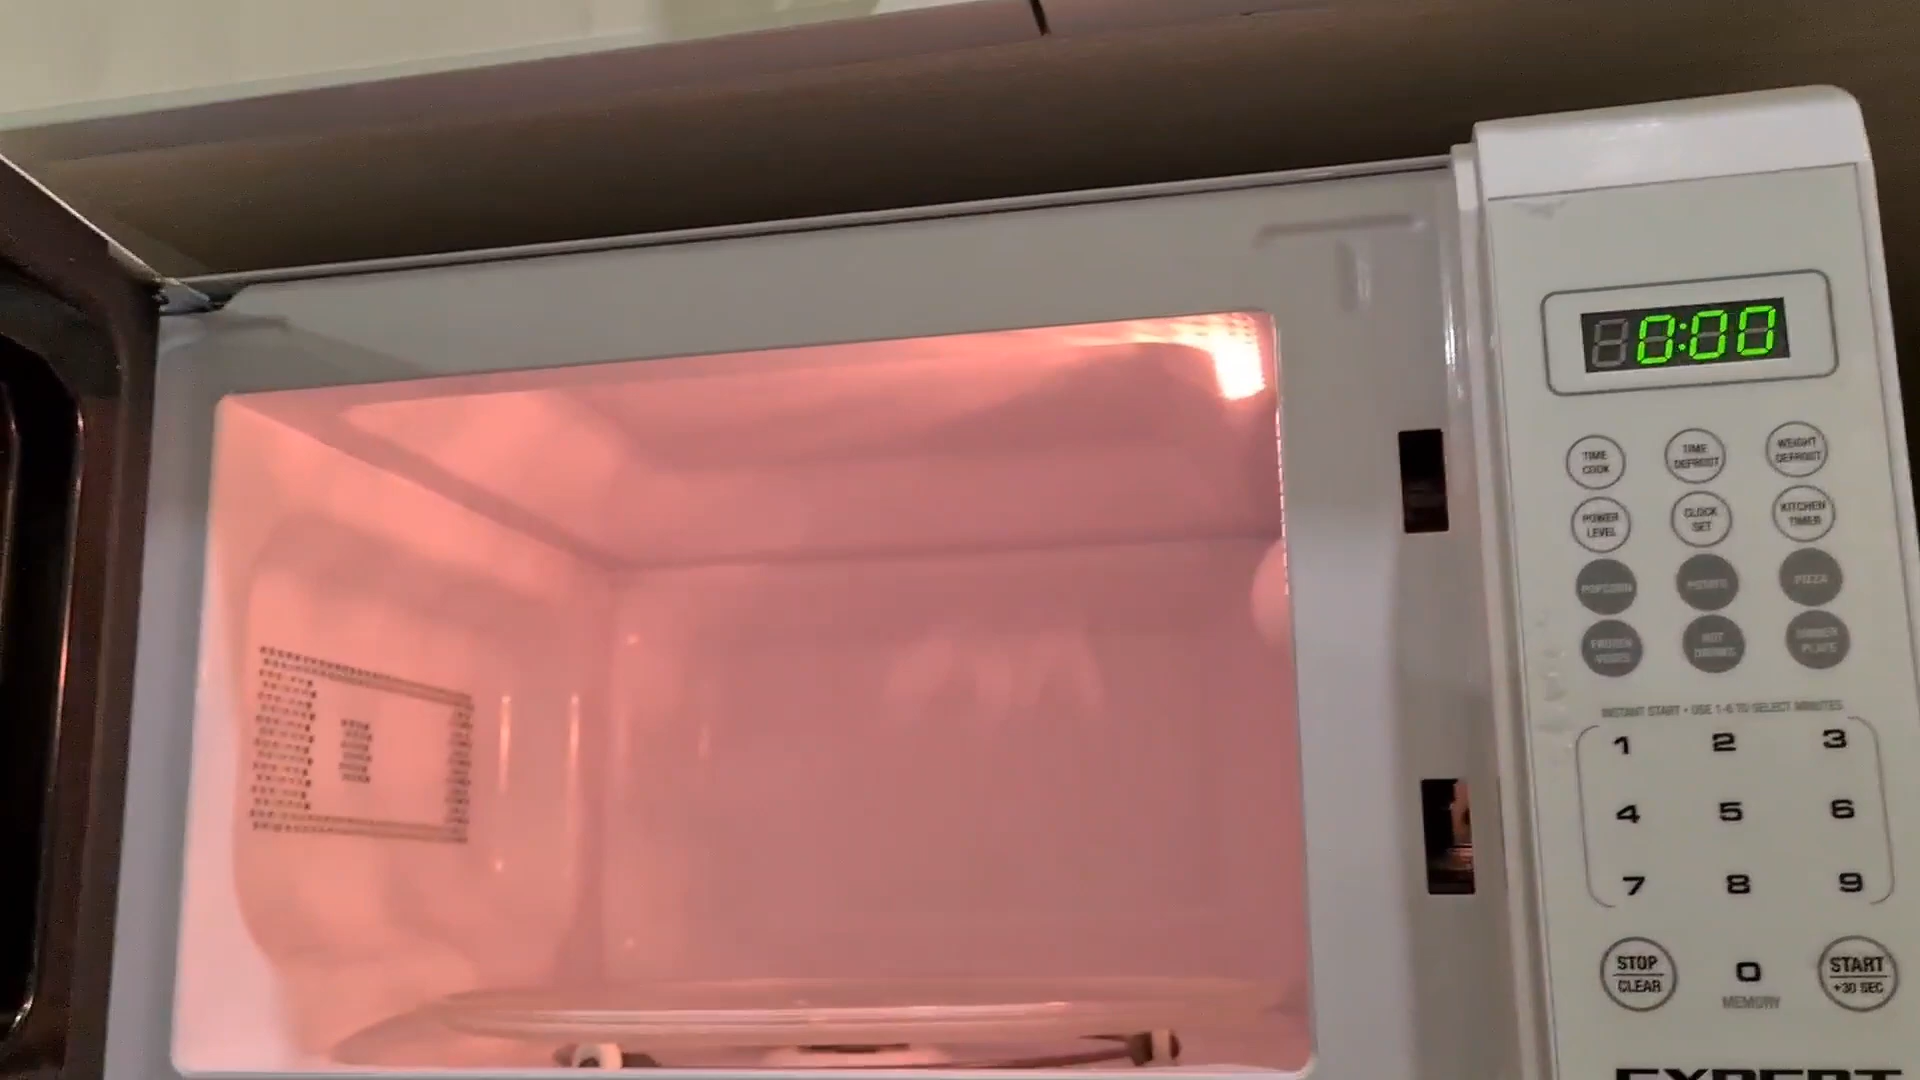 0:00
TIME
COOK
TIME
DEFROST
WEIGHT
DEFROST
POWER
LEVEL
CLOCK
SET
KITCHEN
TIMER
POPCORN
POTATO
PIZZA
FROZEN
VEGGIES
HOT
DRINKS
DINNER
PLATE
INSTANT START • USE 1-6 TO SELECT MINUTES
1 2 3
4 5 6
7 8 9
STOP
CLEAR
0
MEMORY
START
+30 SEC
EXPERT